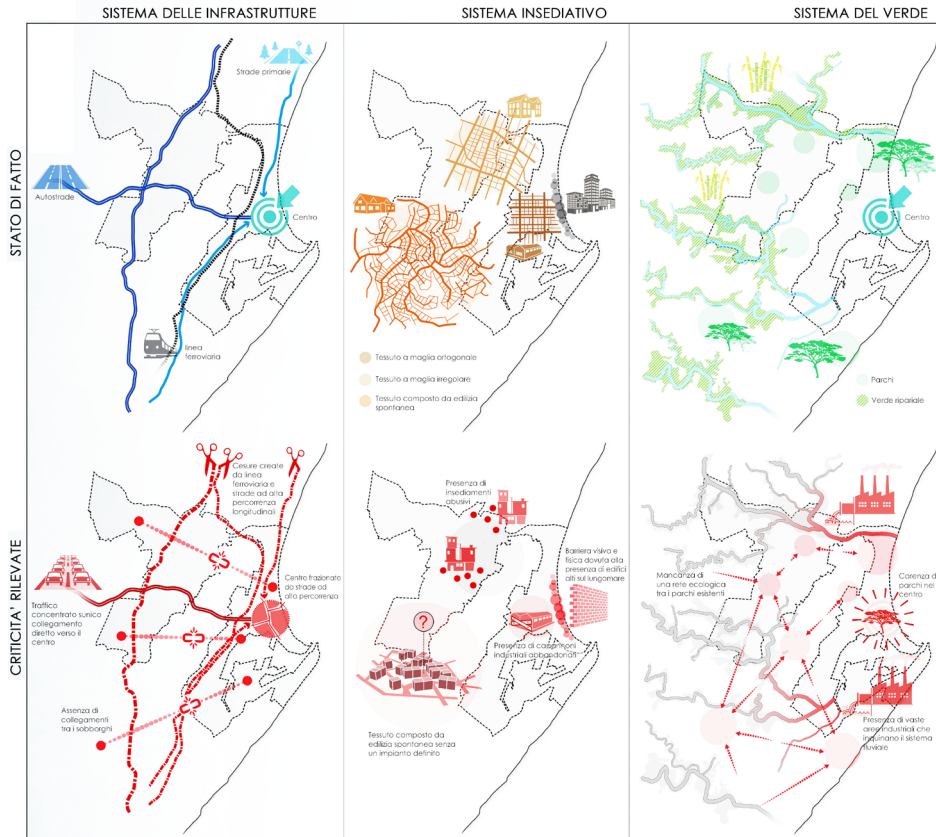 SISTEMA DELLE INFRASTRUTTURE
SISTEMA INSEDIATIVO
SISTEMA DEL VERDE
STATO DI FATTO
Strade primarie
Autostrade
Centro
linea
ferroviaria
Tessuto a maglia ortogonale
Tessuto a maglia irregolare
Tessuto composto da edilizia
spontanea
Centro
Parchi
Verde ripariale
CRITICITA' RILEVATE
Cesure create
da linea
ferroviaria e
strade ad alta
percorrenza
longitudinali
Centro frazionato
da strade ad
alta percorrenza
Traffico
concentrato su nico
collegamento
diretto verso il
centro
Assenza di
collegamenti
tra i sobborghi
Presenza di
insediamenti
abusivi
Barriera visiva e
fisica dovuta alla
presenza di edifici
alti sul lungomare
?
Presenza di capannoni
industriali abbandonati
Tessuto composto da
edilizia spontanea senza
un impianto definito
Mancanza di
una rete ecologica
tra i parchi esistenti
Carenza di
parchi nel
centro
Presenza di vaste
aree industriali che
inquinano il sistema
fluviale